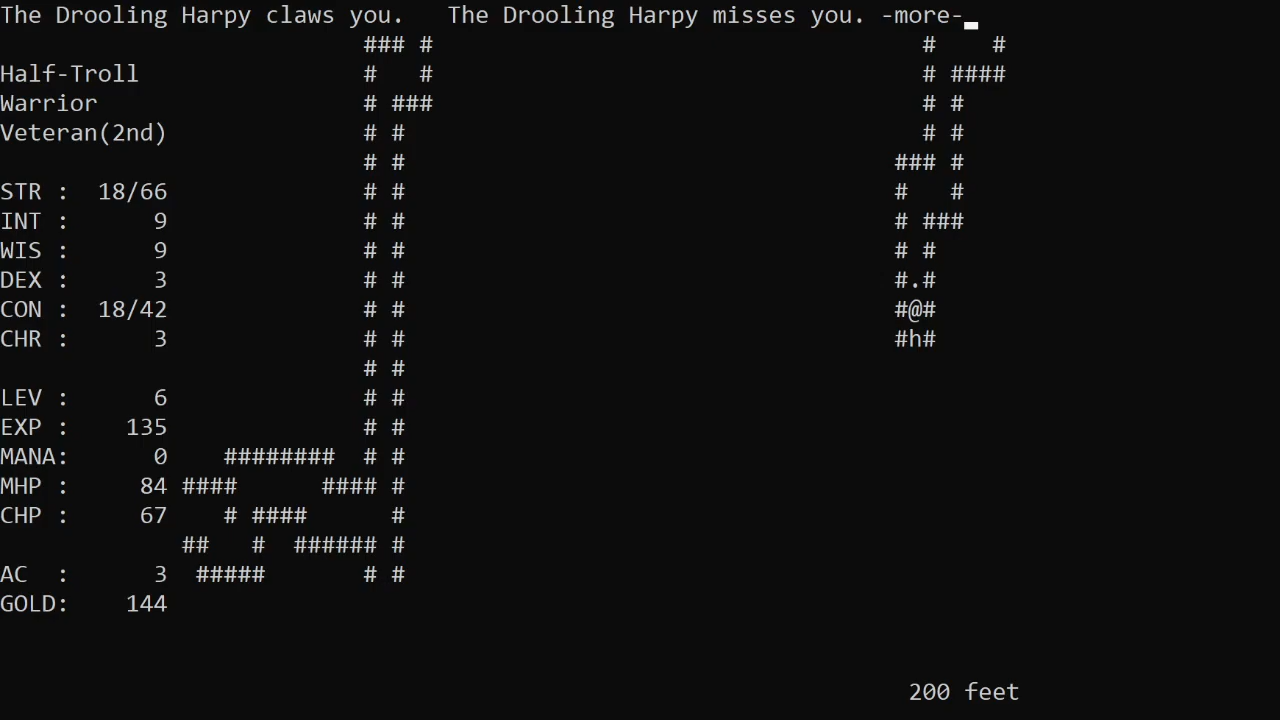 The Drooling Harpy claws you.   The Drooling Harpy misses you. -more-
                          ### #                                   #    #
Half-Troll                #   #                                   # ####
Warrior                   # ###                                   # #
Veteran(2nd)              # #                                     # #
                          # #                                   ### #
STR :  18/66              # #                                   #   #
INT :      9              # #                                   # ###
WIS :      9              # #                                   # #
DEX :      3              # #                                   #.#
CON :  18/42              # #                                   #@#
CHR :      3              # #                                   #h#
                          # #
LEV :      6              # #
EXP :    135              # #
MANA:      0    ########  # #
MHP :     84 ####      #### #
CHP :     67    # ####      #
             ##   #  ###### #
AC  :      3  #####       # #
GOLD:    144
                                                                 200 feet